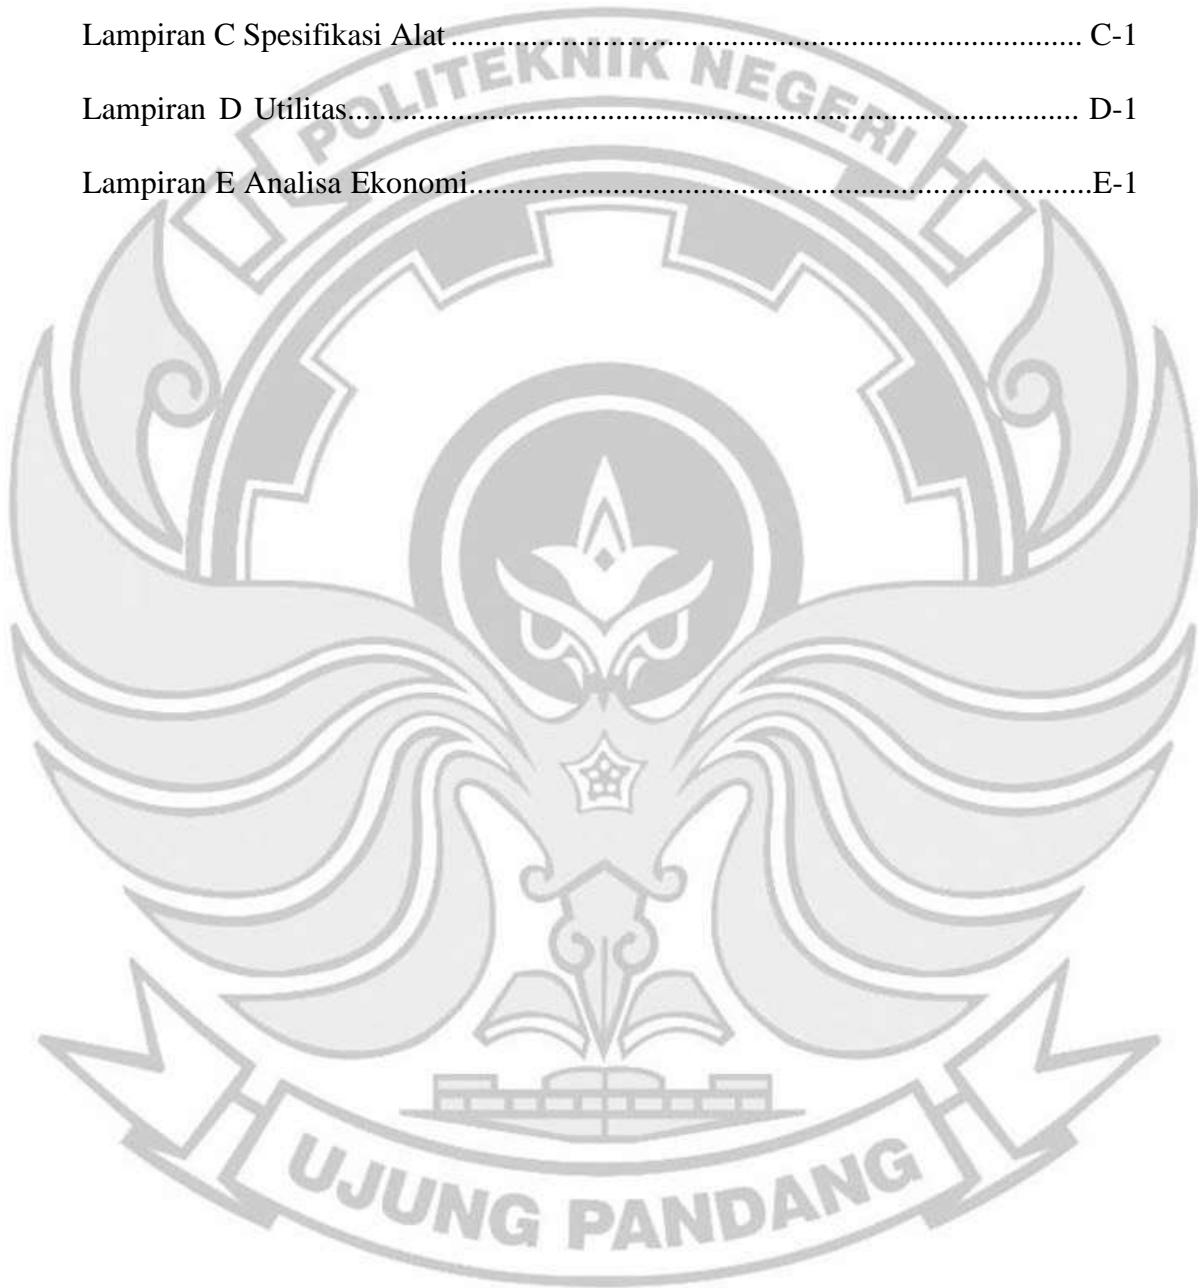 Lampiran C Spesifikasi Alat ........................................................................ C-1
POLITEKNIK NEGERI
Lampiran D Utilitas.................................................................................... D-1
Lampiran E Analisa Ekonomi........................................................................E-1
UJUNG PANDANG